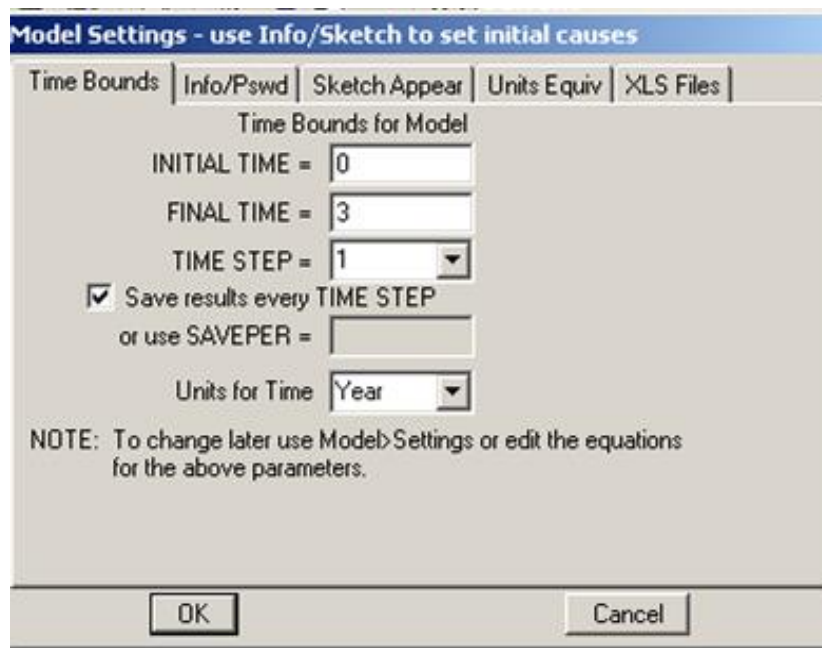 Model Settings - use Info/Sketch to set initial causes
Time Bounds Info/Pswd Sketch Appear Units Equiv XLS Files
Time Bounds for Model
INITIAL TIME = 0
FINAL TIME = 3
TIME STEP = 1
Save results every TIME STEP
or use SAVEPER =
Units for Time Year
NOTE: To change later use Model>Settings or edit the equations
for the above parameters.
OK Cancel